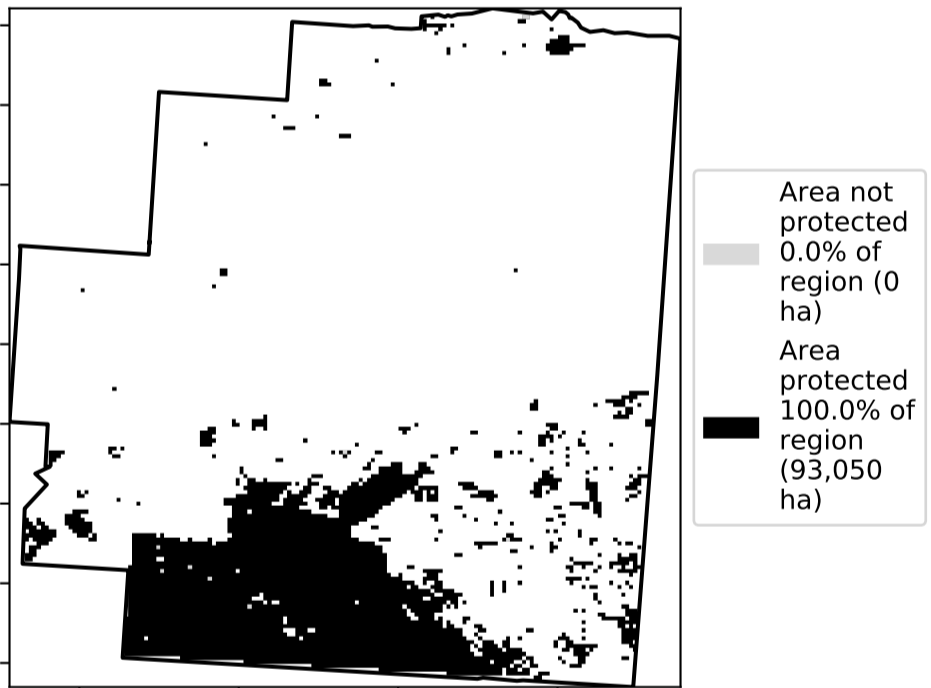 Area not
protected
0.0% of
region (0
ha)
Area
protected
100.0% of
region
(93,050
ha)